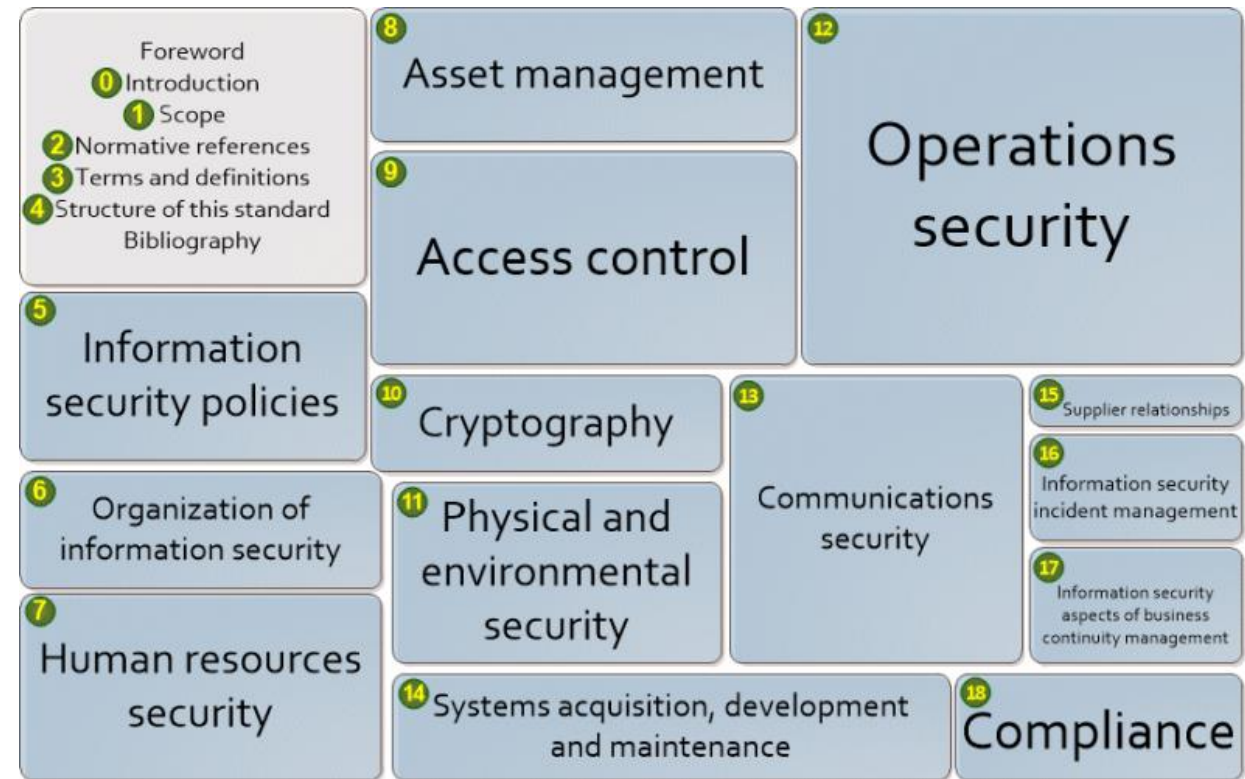 Foreword
0 Introduction
1 Scope
2 Normative references
3 Terms and definitions
4 Structure of this standard
Bibliography
5
Information
security policies
6
Organization of
information security
7
Human resources
security
8
Asset management
9
Access control
10
Cryptography
11
Physical and
environmental
security
12
Operations
security
13
Communications
security
14
Systems acquisition, development
and maintenance
15
Supplier relationships
16
Information security
incident management
17
Information security
aspects of business
continuity management
18
Compliance